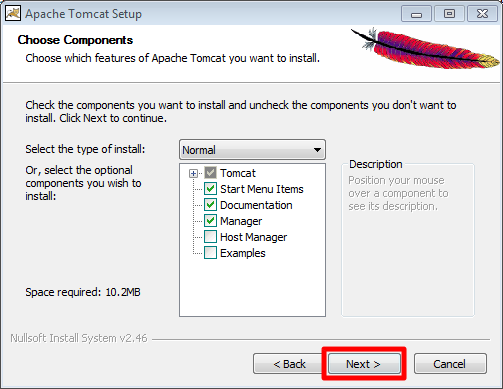 Apache Tomcat Setup
Choose Components
Choose which features of Apache Tomcat you want to install.
Check the components you want to install and uncheck the components you don't want to
install. Click Next to continue.
Select the type of install:
Normal
Or, select the optional
components you wish to
install:
Tomcat
Start Menu Items
Documentation
Manager
Host Manager
Examples
Description
Position your mouse
over a component to
see its description.
Space required: 10.2MB
Nullsoft Install System v2.46
< Back
Next >
Cancel